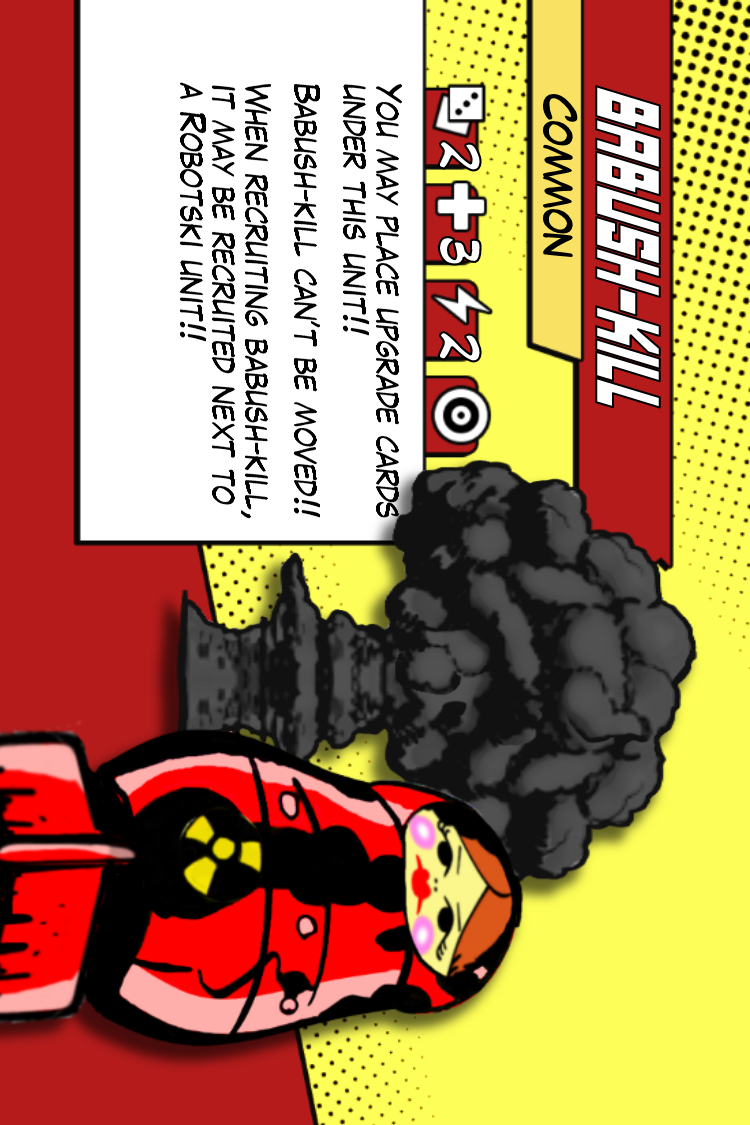 BABUSH-KILL
COMMON
2 3 2
YOU MAY PLACE UPGRADE CARDS
UNDER THIS UNIT!!
BABUSH-KILL CAN'T BE MOVED!!
WHEN RECRUITING BABUSH-KILL,
IT MAY BE RECRUITED NEXT TO
A ROBOTSKI UNIT!!